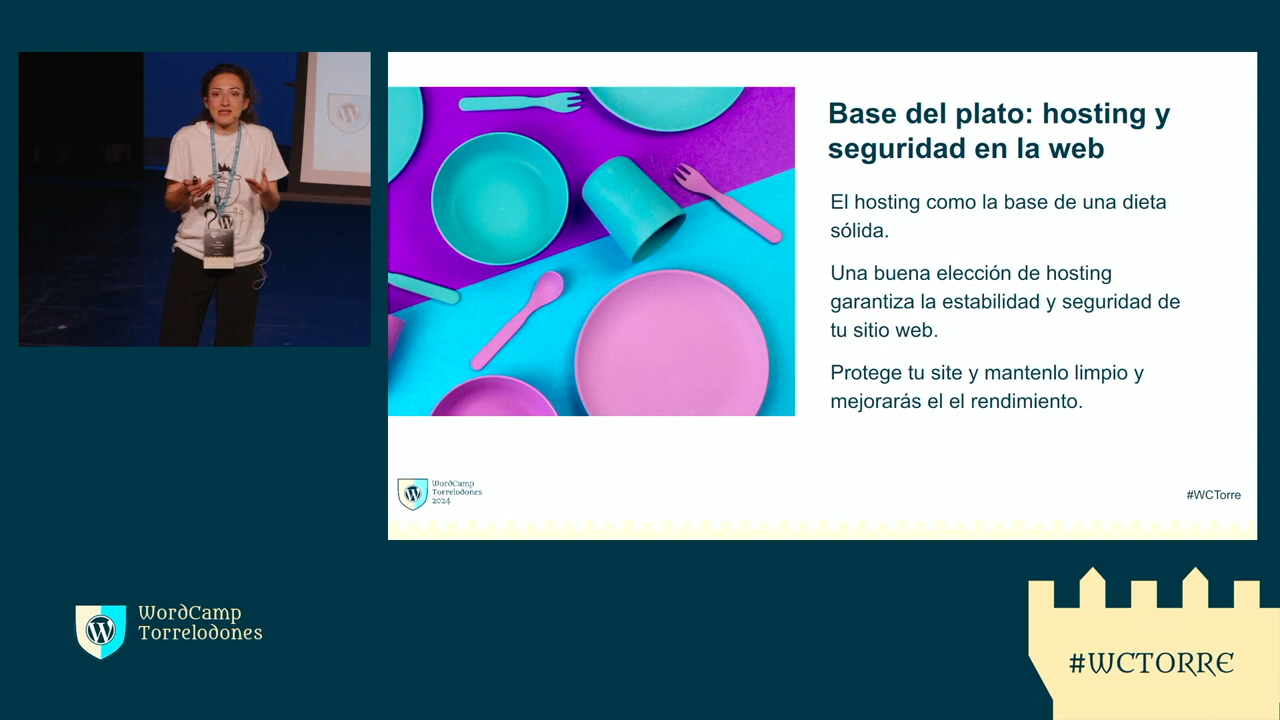 Base del plato: hosting y
seguridad en la web
El hosting como la base de una dieta
sólida.
Una buena elección de hosting
garantiza la estabilidad y seguridad de
tu sitio web.
Protege tu site y mantenlo limpio y
mejorarás el el rendimiento.
WordCamp
Torrelodones
2024
#WCTorre
WordCamp
Torrelodones
#WCTORRE